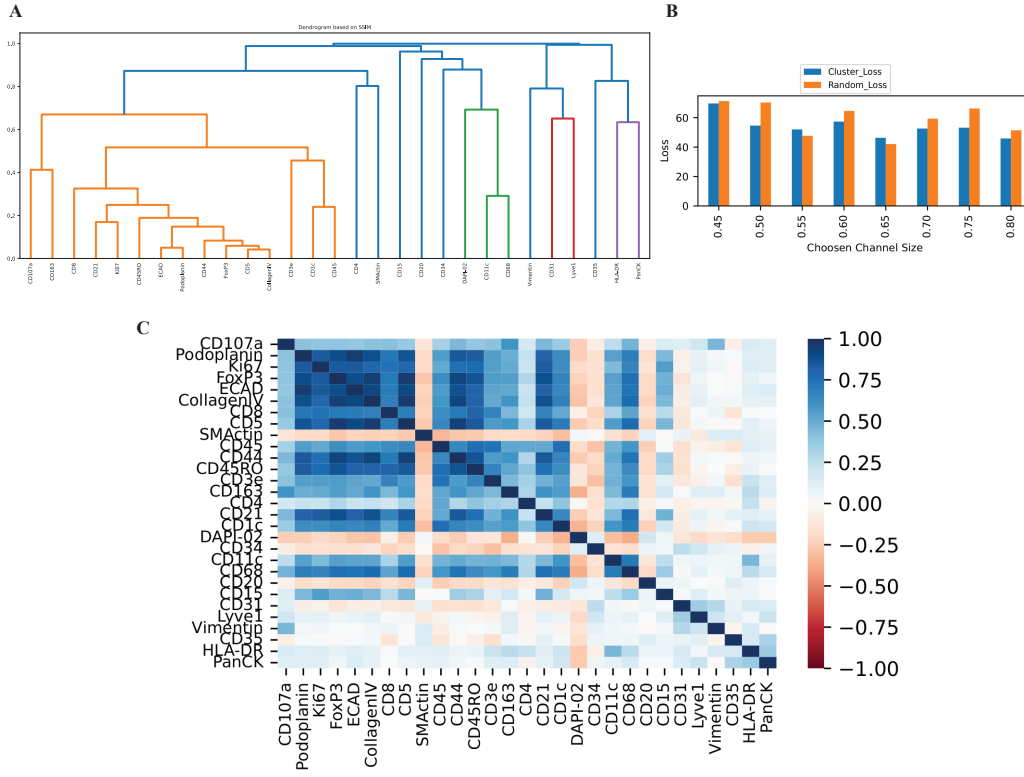 A
Dendrogram based on SSIM
1.0
0.8
0.6
0.4
0.2
0.0
CD107a
CD163
CD8
CD21
Ki67
CD45RO
ECAD
Podoplanin
CD44
FoxP3
CD5
CollagenIV
CD3e
CD1c
CD45
CD4
SMActin
CD15
CD20
CD34
DAPI-02
CD11c
CD68
Vimentin
CD31
Lyve1
CD35
HLA-DR
PanCK
B
Cluster_Loss
Random_Loss
Loss
60
40
20
0
0.45
0.50
0.55
0.60
0.65
0.70
0.75
0.80
Choosen Channel Size
C
CD107a
Podoplanin
Ki67
FoxP3
ECAD
CollagenIV
CD8
CD5
SMActin
CD45
CD44
CD45RO
CD3e
CD163
CD4
CD21
CD1c
DAPI-02
CD34
CD11c
CD68
CD20
CD15
CD31
Lyve1
Vimentin
CD35
HLA-DR
PanCK
CD107a
Podoplanin
Ki67
FoxP3
ECAD
CollagenIV
CD8
CD5
SMActin
CD45
CD44
CD45RO
CD3e
CD163
CD4
CD21
CD1c
DAPI-02
CD34
CD11c
CD68
CD20
CD15
CD31
Lyve1
Vimentin
CD35
HLA-DR
PanCK
1.00
0.75
0.50
0.25
0.00
−0.25
−0.50
−0.75
−1.00